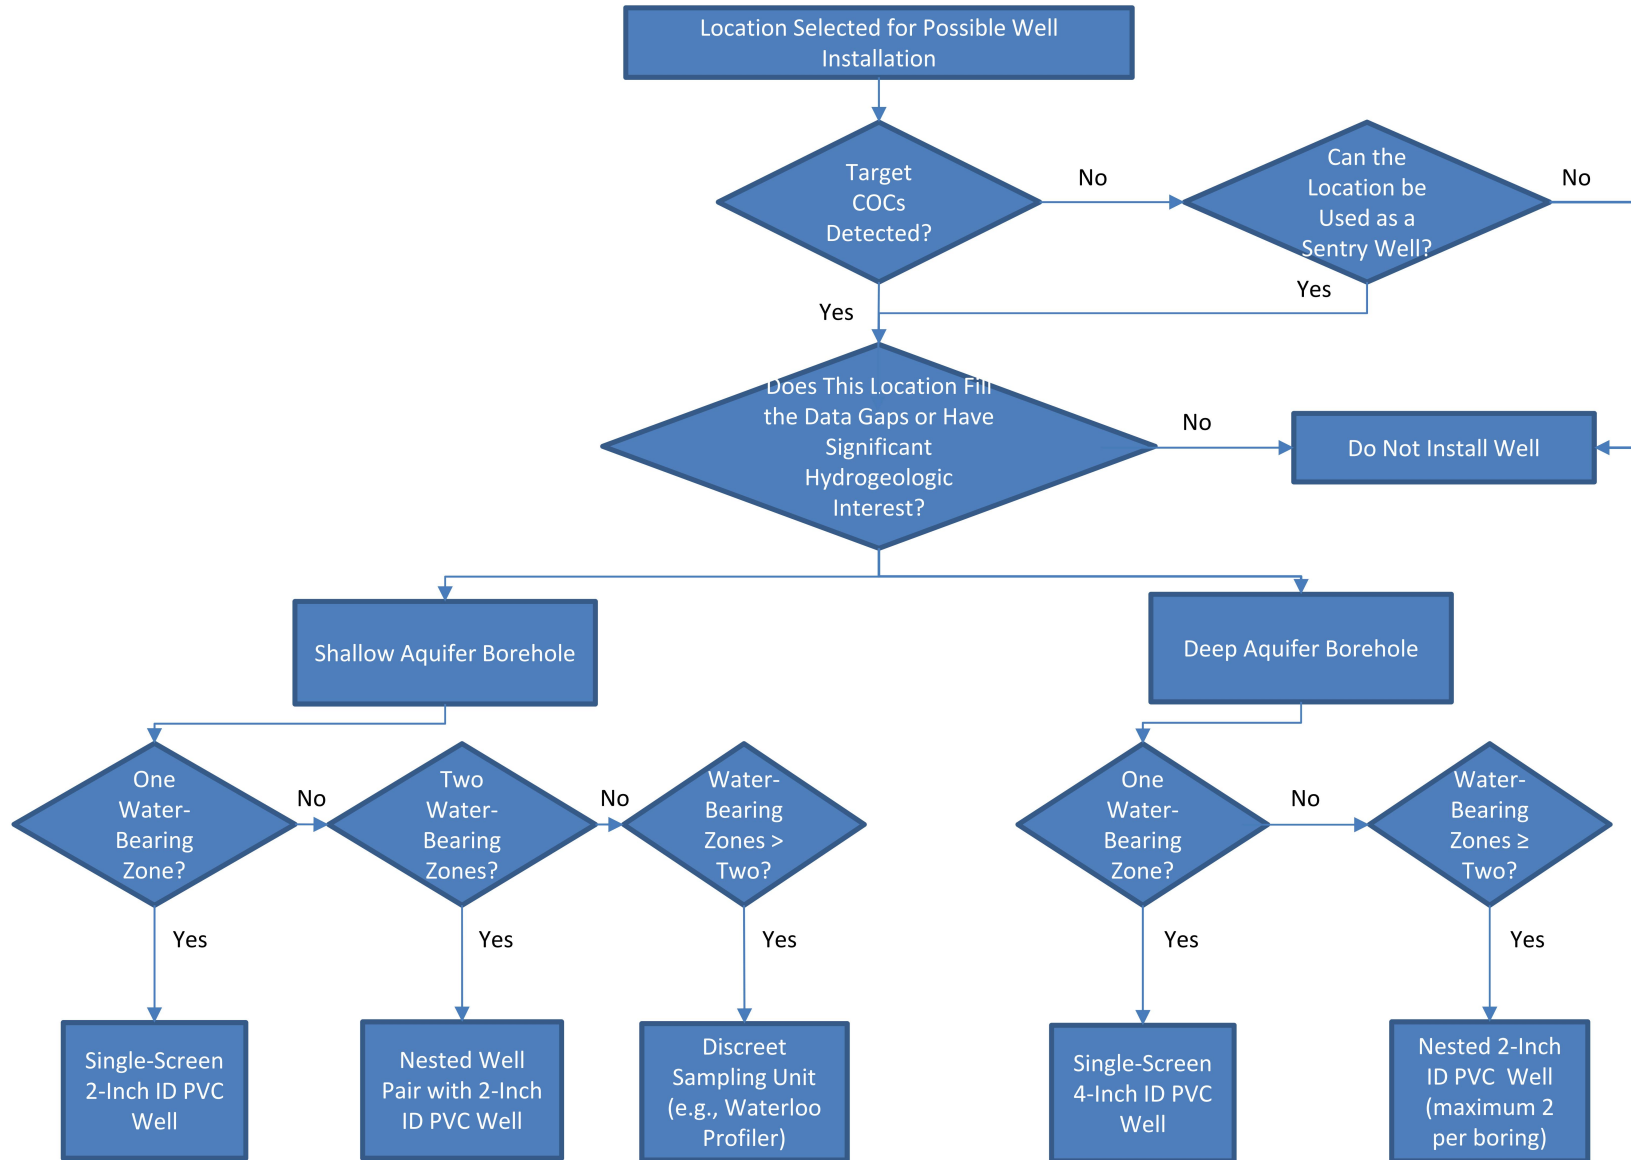 Location Selected for Possible Well
Installation
Target
COCs
Detected?
No
Can the
Location be
Used as a
Sentry Well?
No
Yes
Yes
Does This Location Fill
the Data Gaps or Have
Significant
Hydrogeologic
Interest?
No
Do Not Install Well
Shallow Aquifer Borehole
Deep Aquifer Borehole
One
Water-
Bearing
Zone?
No
Two
Water-
Bearing
Zones?
No
Water-
Bearing
Zones >
Two?
One
Water-
Bearing
Zone?
No
Water-
Bearing
Zones ≥
Two?
Yes
Yes
Yes
Yes
Yes
Single-Screen
2-Inch ID PVC
Well
Nested Well
Pair with 2-Inch
ID PVC Well
Discreet
Sampling Unit
(e.g., Waterloo
Profiler)
Single-Screen
4-Inch ID PVC
Well
Nested 2-Inch
ID PVC  Well
(maximum 2
per boring)